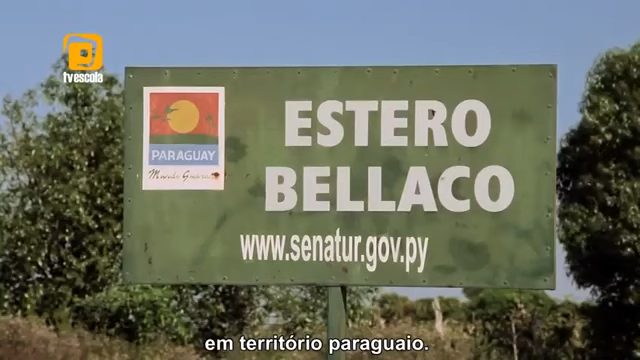 tvescola
ESTERO
BELLACO
PARAGUAY
www.senatur.gov.py
em território paraguaio.